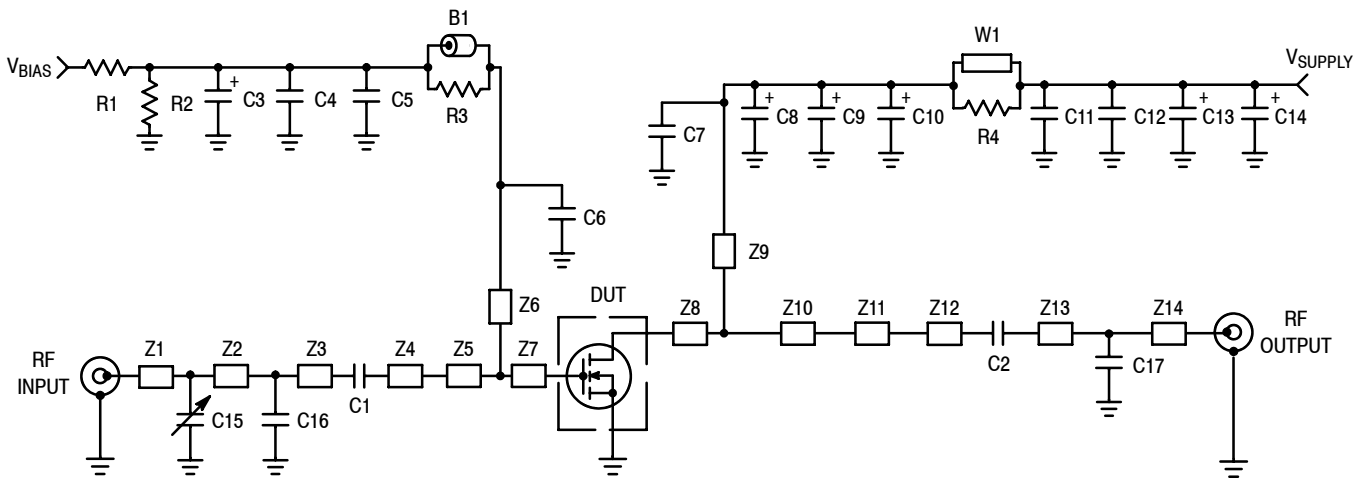 B1
W1
V_BIAS
V_SUPPLY
R1
R2
+
C3
C4
C5
R3
C7
+
C8
+
C9
+
C10
R4
C11
C12
+
C13
+
C14
C6
Z6
Z9
DUT
Z8
Z10
Z11
Z12
Z13
Z14
RF
OUTPUT
C2
C17
RF
INPUT
Z1
Z2
Z3
Z4
Z5
Z7
C1
C15
C16